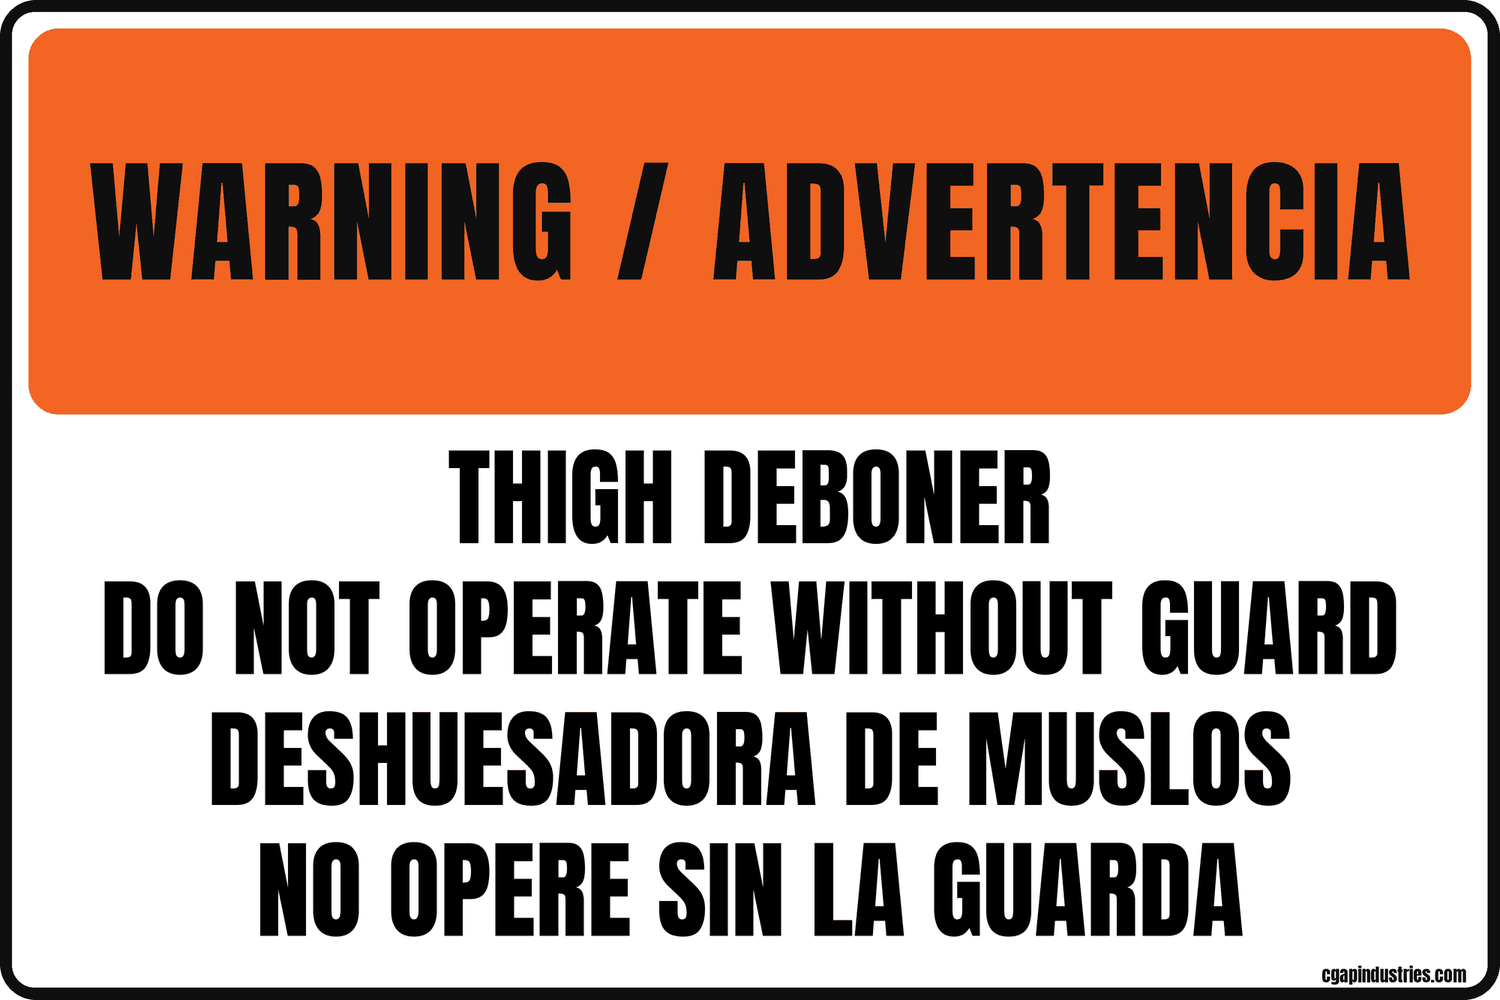 WARNING / ADVERTENCIA
THIGH DEBONER
DO NOT OPERATE WITHOUT GUARD
DESHUESADORA DE MUSLOS
NO OPERE SIN LA GUARDA
cgapindustries.com